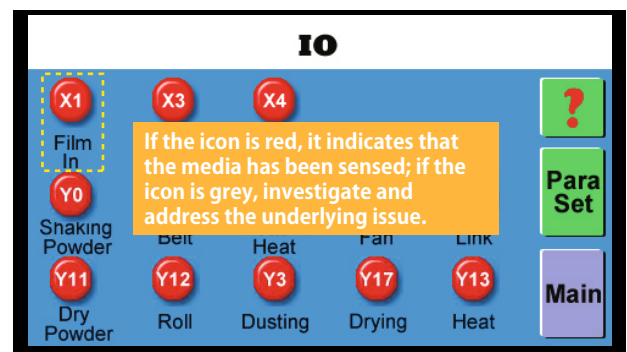 IO
X1 X3 X4 ?
Film
In
If the icon is red, it indicates that
the media has been sensed; if the
icon is grey, investigate and
address the underlying issue.
Para
Set
Y0
Shaking
Powder
Belt Heat Fan Link
Y11 Y12 Y3 Y17 Y13
Main
Dry
Powder
Roll Dusting Drying Heat